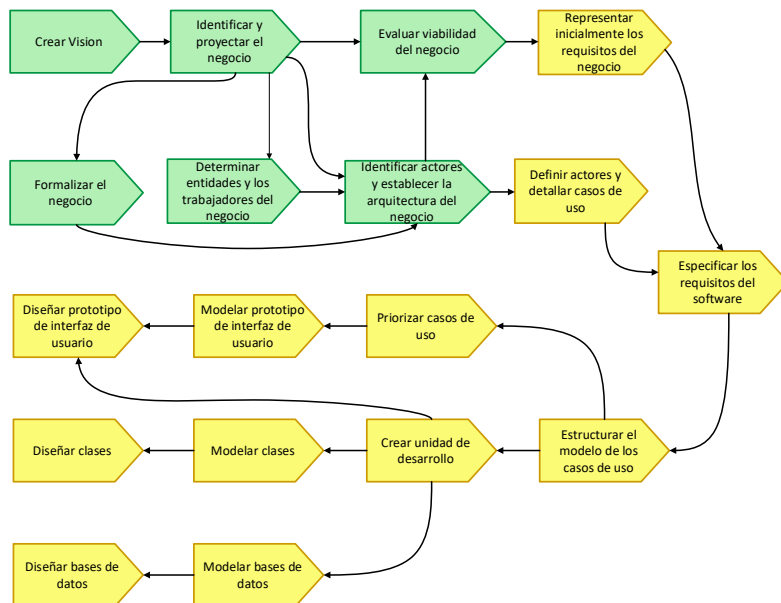 Crear Vision
Identificar y
proyectar el
negocio
Evaluar viabilidad
del negocio
Representar
inicialmente los
requisitos del
negocio
Formalizar el
negocio
Determinar
entidades y los
trabajadores del
negocio
Identificar actores
y establecer la
arquitectura del
negocio
Definir actores y
detallar casos de
uso
Especificar los
requisitos del
software
Diseñar prototipo
de interfaz de
usuario
Modelar prototipo
de interfaz de
usuario
Priorizar casos de
uso
Diseñar clases
Modelar clases
Crear unidad de
desarrollo
Estructurar el
modelo de los
casos de uso
Diseñar bases de
datos
Modelar bases de
datos